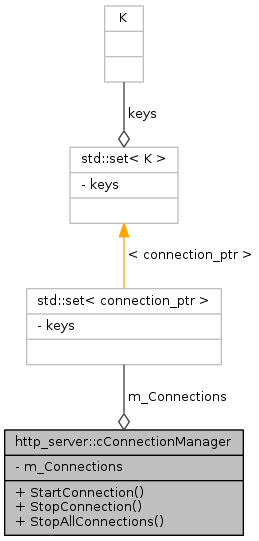 K
keys
std::set< K >
- keys
< connection_ptr >
std::set< connection_ptr >
- keys
m_Connections
http_server::cConnectionManager
- m_Connections
+ StartConnection()
+ StopConnection()
+ StopAllConnections()